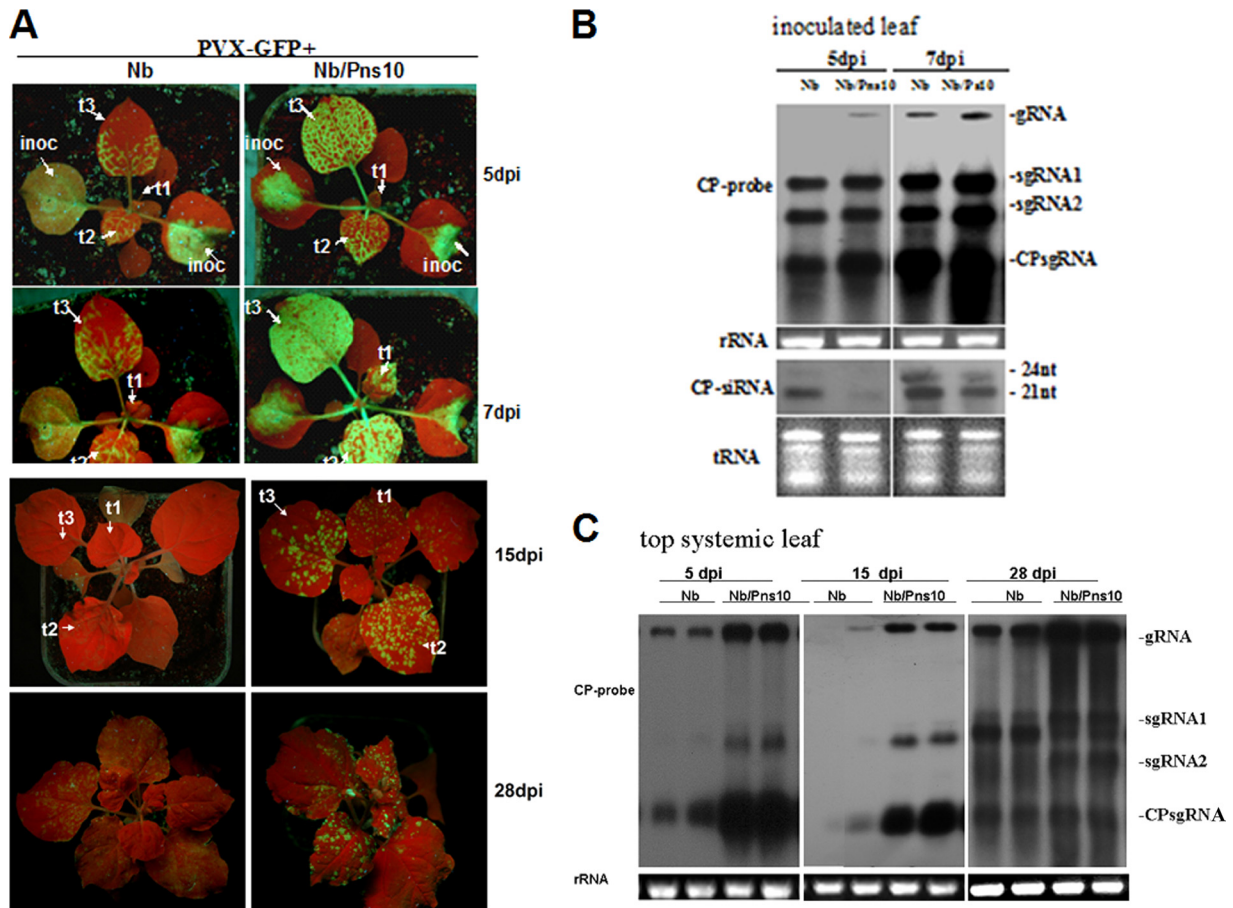 A
PVX-GFP+
Nb Nb/Pns10
t3
inoc
t1
t2
inoc
t3
inoc
t1
t2
inoc
5dpi
t3
t1
t2
t3
t1
t2
7dpi
t3
t1
t2
t3
t1
t2
15dpi
28dpi
B
inoculated leaf
5dpi 7dpi
Nb Nb/Pns10 Nb Nb/Ps10
CP-probe
-gRNA
-sgRNA1
-sgRNA2
-CPsgRNA
rRNA
CP-siRNA
- 24nt
- 21nt
tRNA
C
top systemic leaf
5 dpi 15 dpi 28 dpi
Nb Nb/Pns10 Nb Nb/Pns10 Nb Nb/Pns10
CP-probe
-gRNA
-sgRNA1
-sgRNA2
-CPsgRNA
rRNA